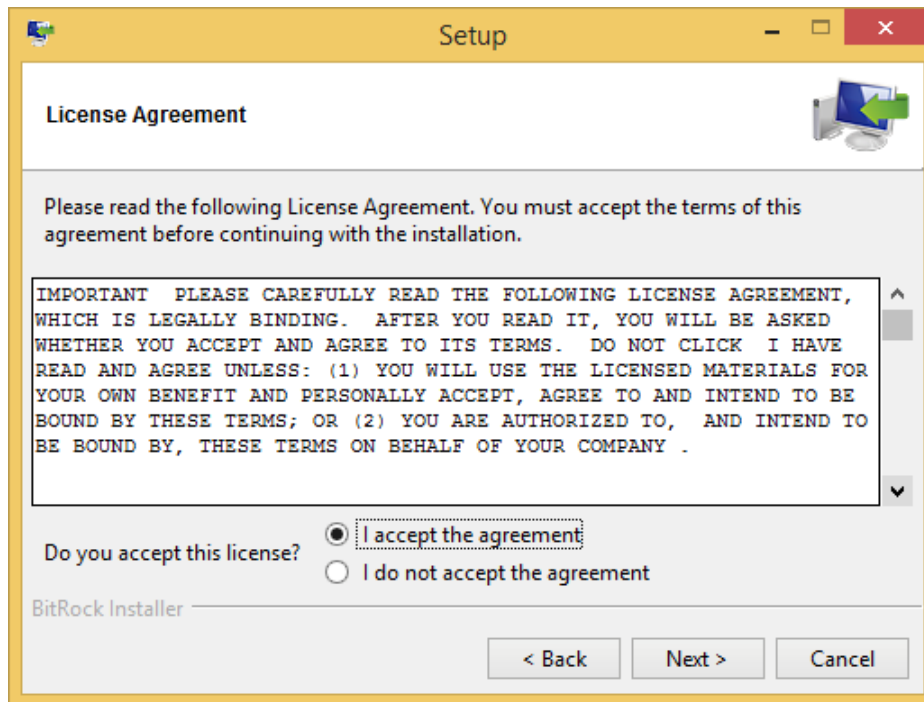 Setup
License Agreement
Please read the following License Agreement. You must accept the terms of this
agreement before continuing with the installation.
IMPORTANT  PLEASE CAREFULLY READ THE FOLLOWING LICENSE AGREEMENT,
WHICH IS LEGALLY BINDING.  AFTER YOU READ IT, YOU WILL BE ASKED
WHETHER YOU ACCEPT AND AGREE TO ITS TERMS.  DO NOT CLICK  I HAVE
READ AND AGREE UNLESS: (1) YOU WILL USE THE LICENSED MATERIALS FOR
YOUR OWN BENEFIT AND PERSONALLY ACCEPT, AGREE TO AND INTEND TO BE
BOUND BY THESE TERMS; OR (2) YOU ARE AUTHORIZED TO,  AND INTEND TO
BE BOUND BY, THESE TERMS ON BEHALF OF YOUR COMPANY .
Do you accept this license?
I accept the agreement
I do not accept the agreement
BitRock Installer
< Back Next > Cancel